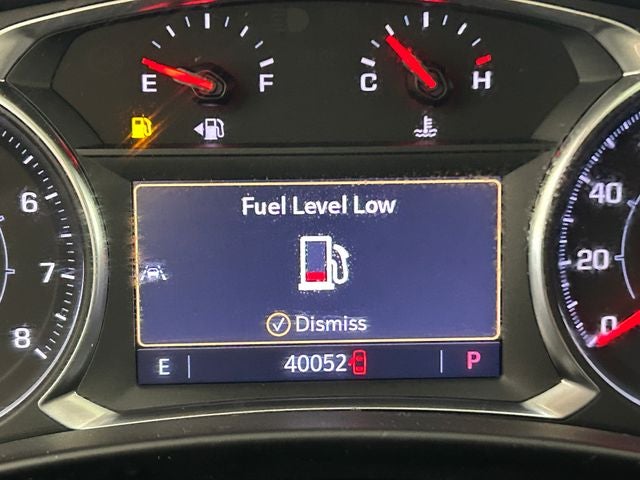 E F C H
Fuel Level Low
6 40
7 20
8 0
Dismiss
E 40052 P